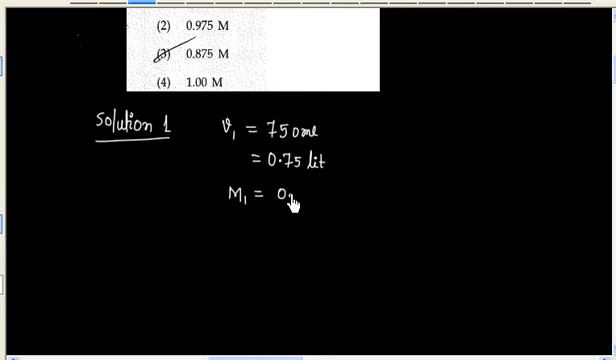 (2) 0.975 M
(3) 0.875 M
(4) 1.00 M
Solution 1
V₁ = 750 ml
= 0.75 lit
M₁ = 0.